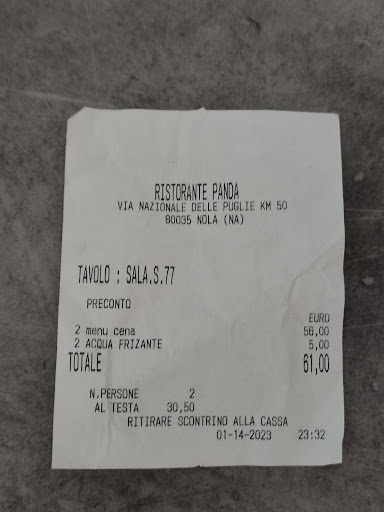 RISTORANTE PANDA
VIA NAZIONALE DELLE PUGLIE KM 50
80035 NOLA (NA)
TAVOLO : SALA.S.77
PRECONTO
EURO
2 menu cena 56,00
2 ACQUA FRIZANTE 5,00
TOTALE 61,00
N.PERSONE 2
AL TESTA 30,50
RITIRARE SCONTRINO ALLA CASSA
01-14-2023 23:32